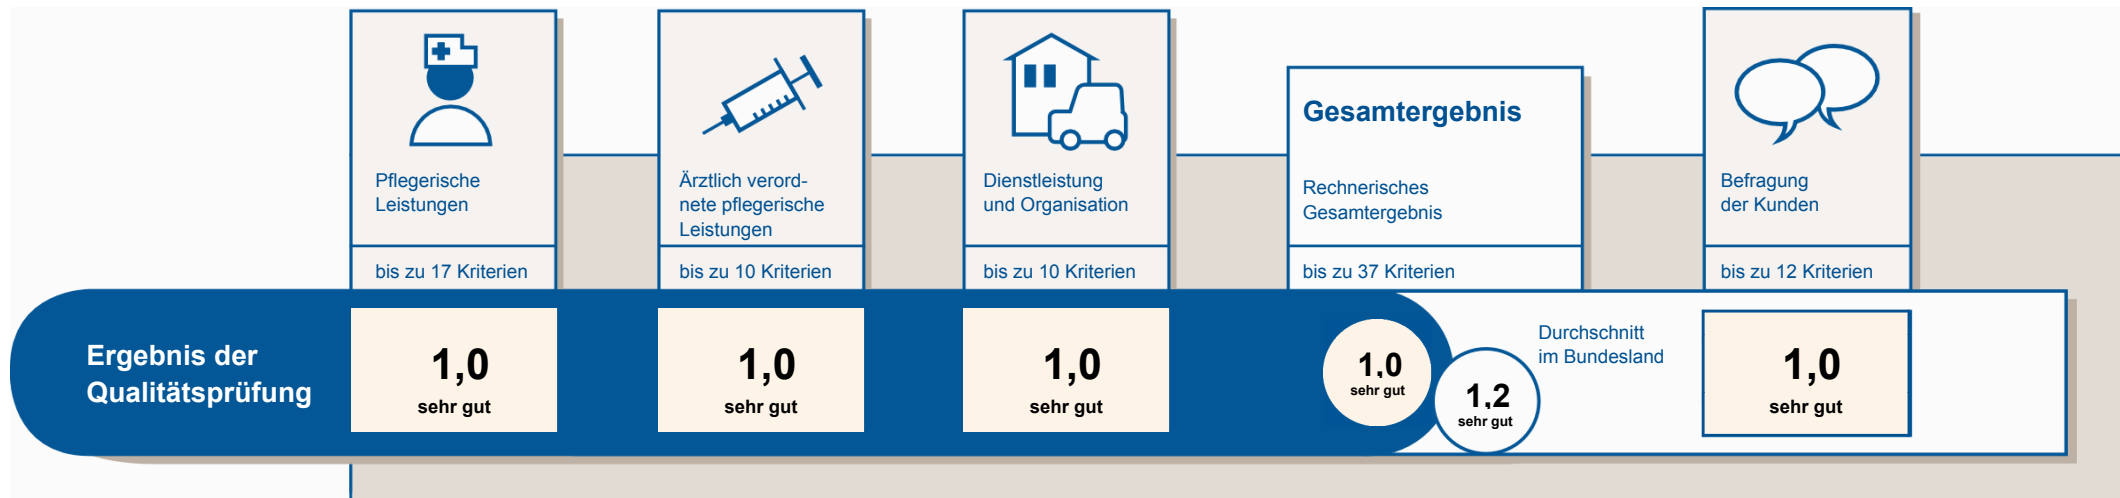 Pflegerische
Leistungen
bis zu 17 Kriterien
Ärztlich verord-
nete pflegerische
Leistungen
bis zu 10 Kriterien
Dienstleistung
und Organisation
bis zu 10 Kriterien
Gesamtergebnis
Rechnerisches
Gesamtergebnis
bis zu 37 Kriterien
Befragung
der Kunden
bis zu 12 Kriterien
Ergebnis der
Qualitätsprüfung
1,0
sehr gut
1,0
sehr gut
1,0
sehr gut
1,0
sehr gut
1,2
sehr gut
Durchschnitt
im Bundesland
1,0
sehr gut